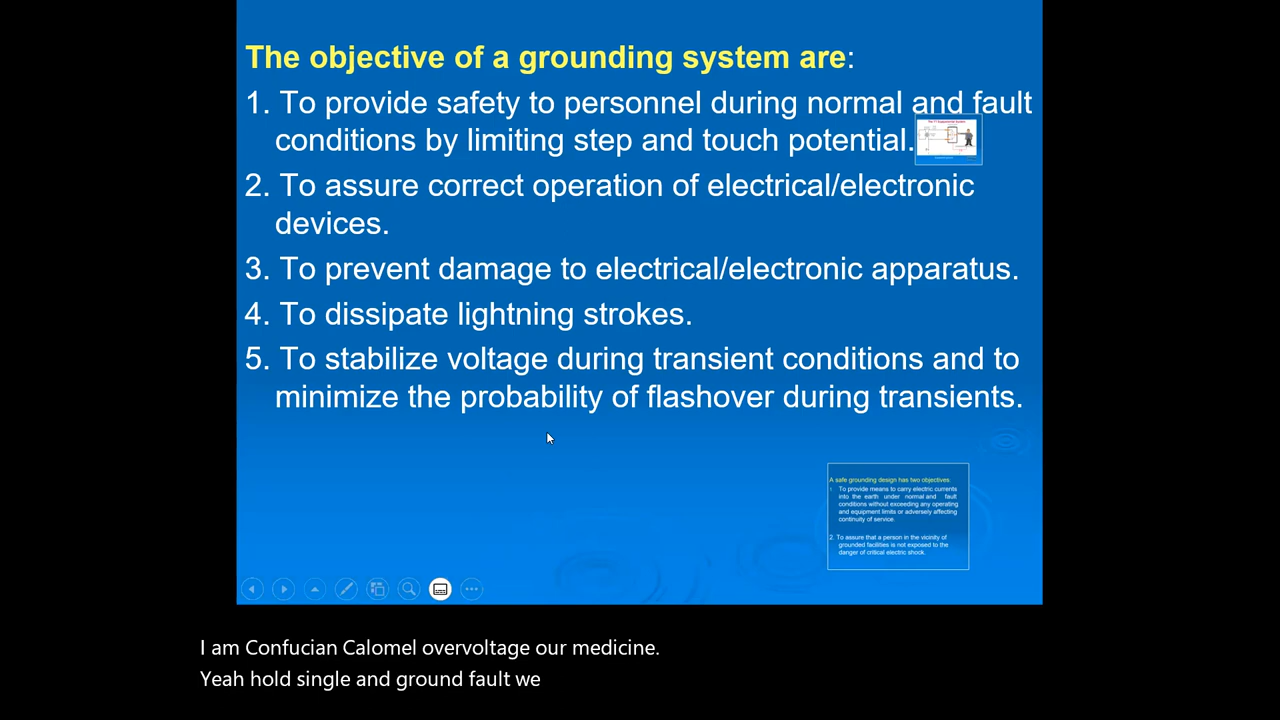 The objective of a grounding system are:
1. To provide safety to personnel during normal and fault
conditions by limiting step and touch potential.
2. To assure correct operation of electrical/electronic
devices.
3. To prevent damage to electrical/electronic apparatus.
4. To dissipate lightning strokes.
5. To stabilize voltage during transient conditions and to
minimize the probability of flashover during transients.
A safe grounding design has two objectives:
To provide means to carry electric currents
into the earth under normal and fault
conditions without exceeding any operating
and equipment limits or adversely affecting
continuity of service.
2. To assure that a person in the vicinity of
grounded facilities is not exposed to the
danger of critical electric shock.
I am Confucian Calomel overvoltage our medicine.
Yeah hold single and ground fault we